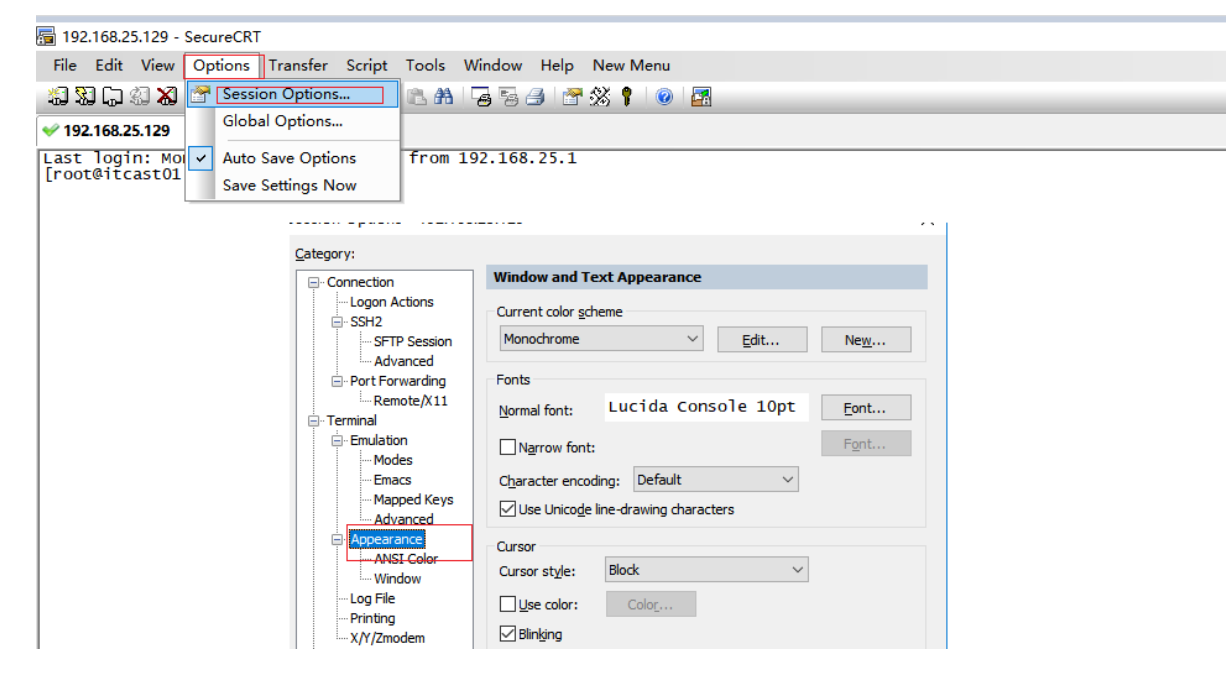 192.168.25.129 - SecureCRT
File Edit View Options Transfer Script Tools Window Help New Menu
Session Options...
Global Options...
192.168.25.129
Auto Save Options
Save Settings Now
Last login: Mo from 192.168.25.1
[root@itcast01
Category:
Connection
Logon Actions
SSH2
SFTP Session
Advanced
Port Forwarding
Remote/X11
Terminal
Emulation
Modes
Emacs
Mapped Keys
Advanced
Appearance
ANSI Color
Window
Log File
Printing
X/Y/Zmodem
Window and Text Appearance
Current color scheme
Monochrome Edit... New...
Fonts
Normal font: Lucida Console 10pt Font...
Narrow font: Font...
Character encoding: Default
Use Unicode line-drawing characters
Cursor
Cursor style: Block
Use color: Color...
Blinking